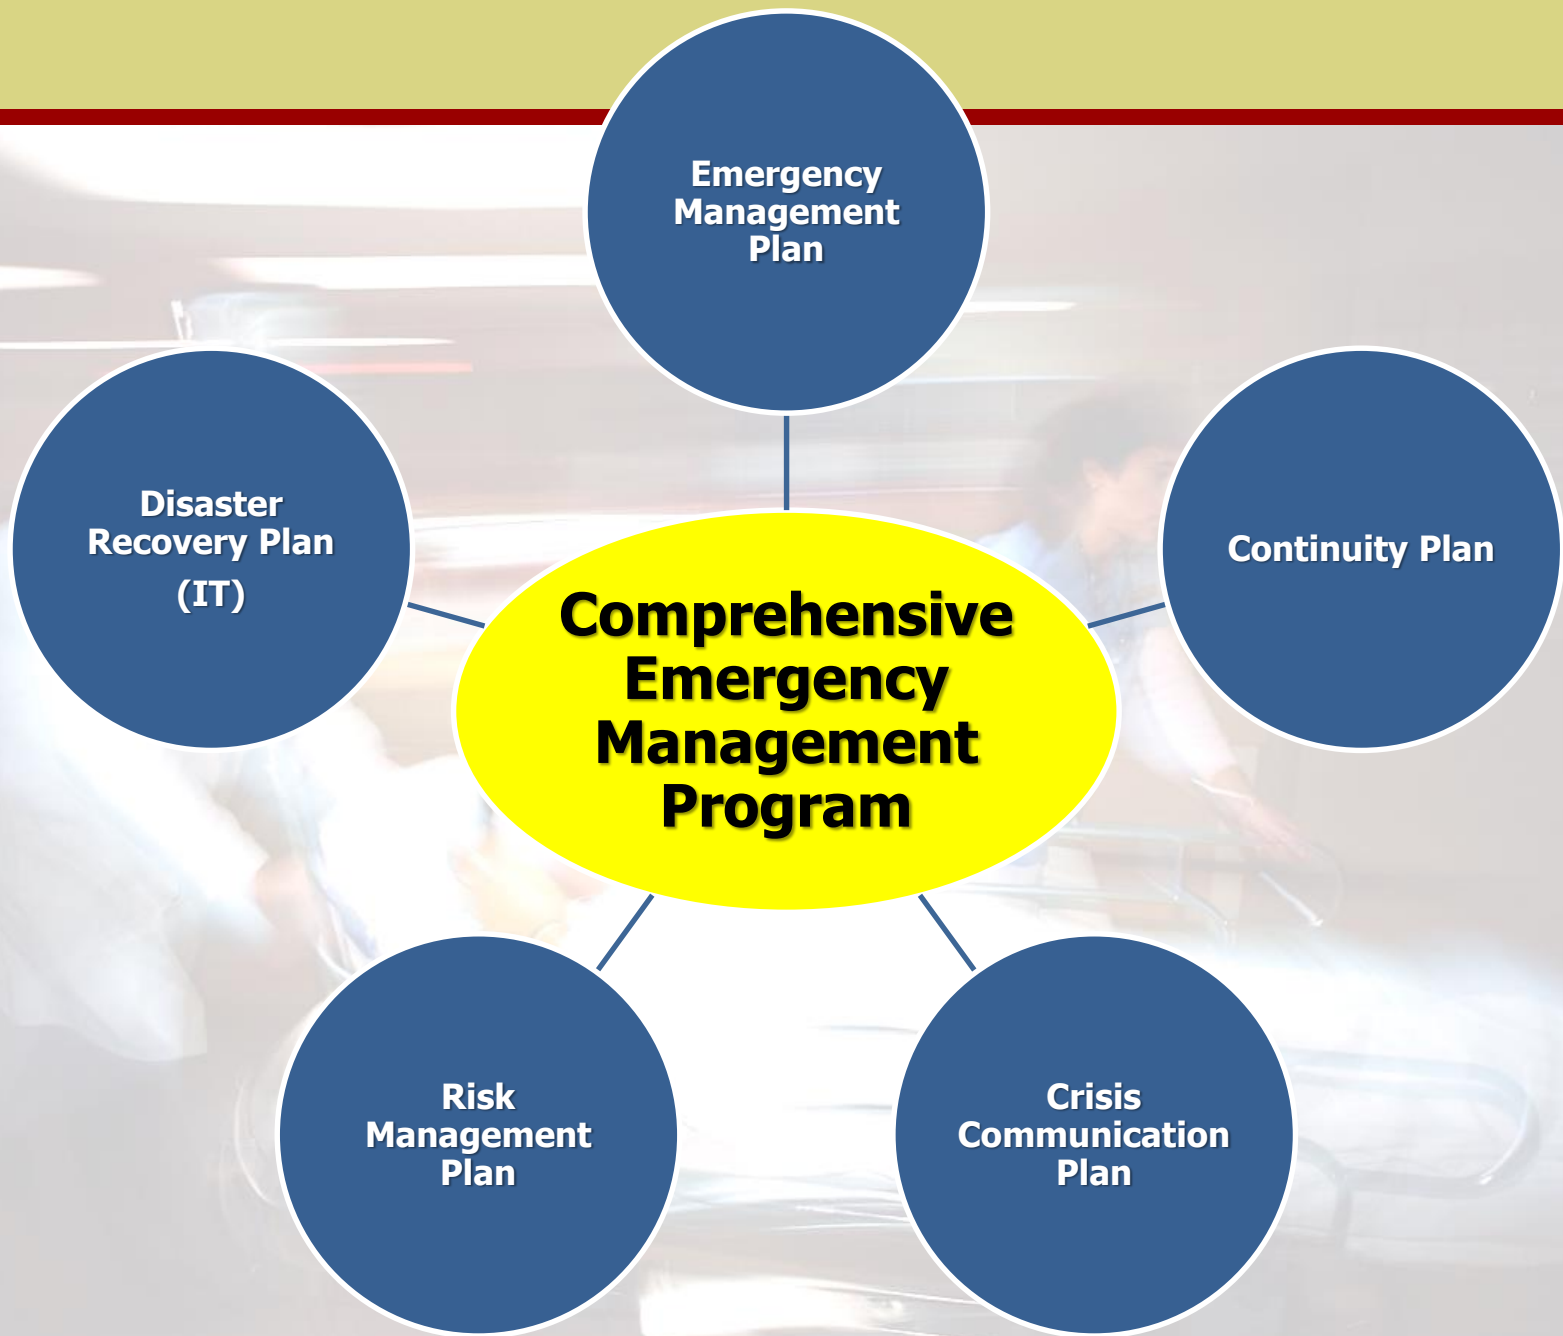 Emergency
Management
Plan
Disaster
Recovery Plan
(IT)
Continuity Plan
Comprehensive
Emergency
Management
Program
Risk
Management
Plan
Crisis
Communication
Plan